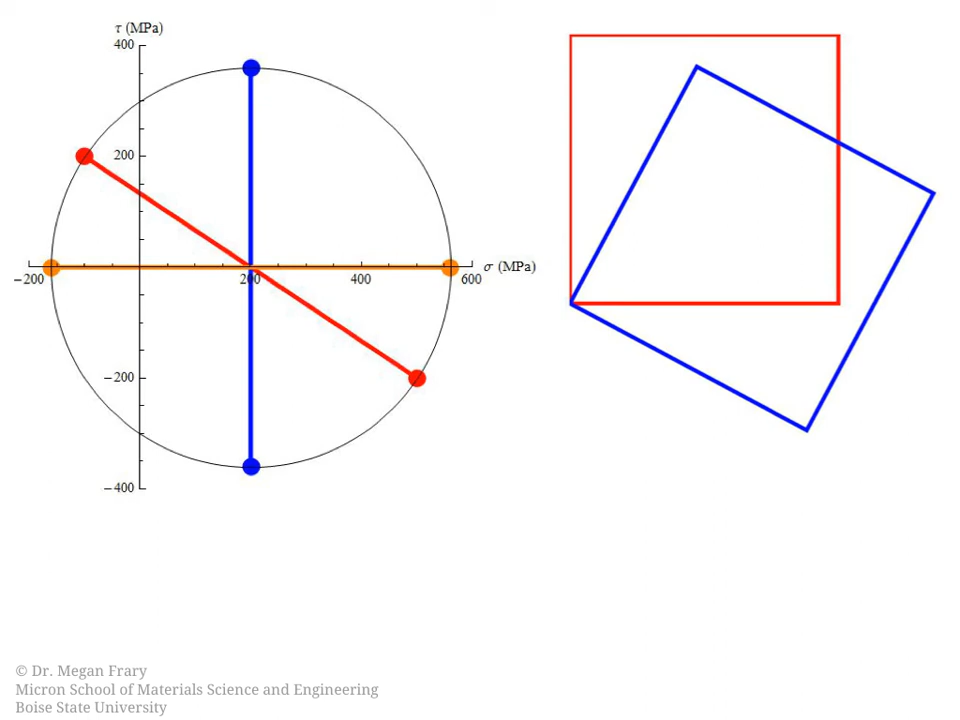 τ (MPa)
400
200
−200
200
400
600
σ (MPa)
−200
−400
© Dr. Megan Frary
Micron School of Materials Science and Engineering
Boise State University